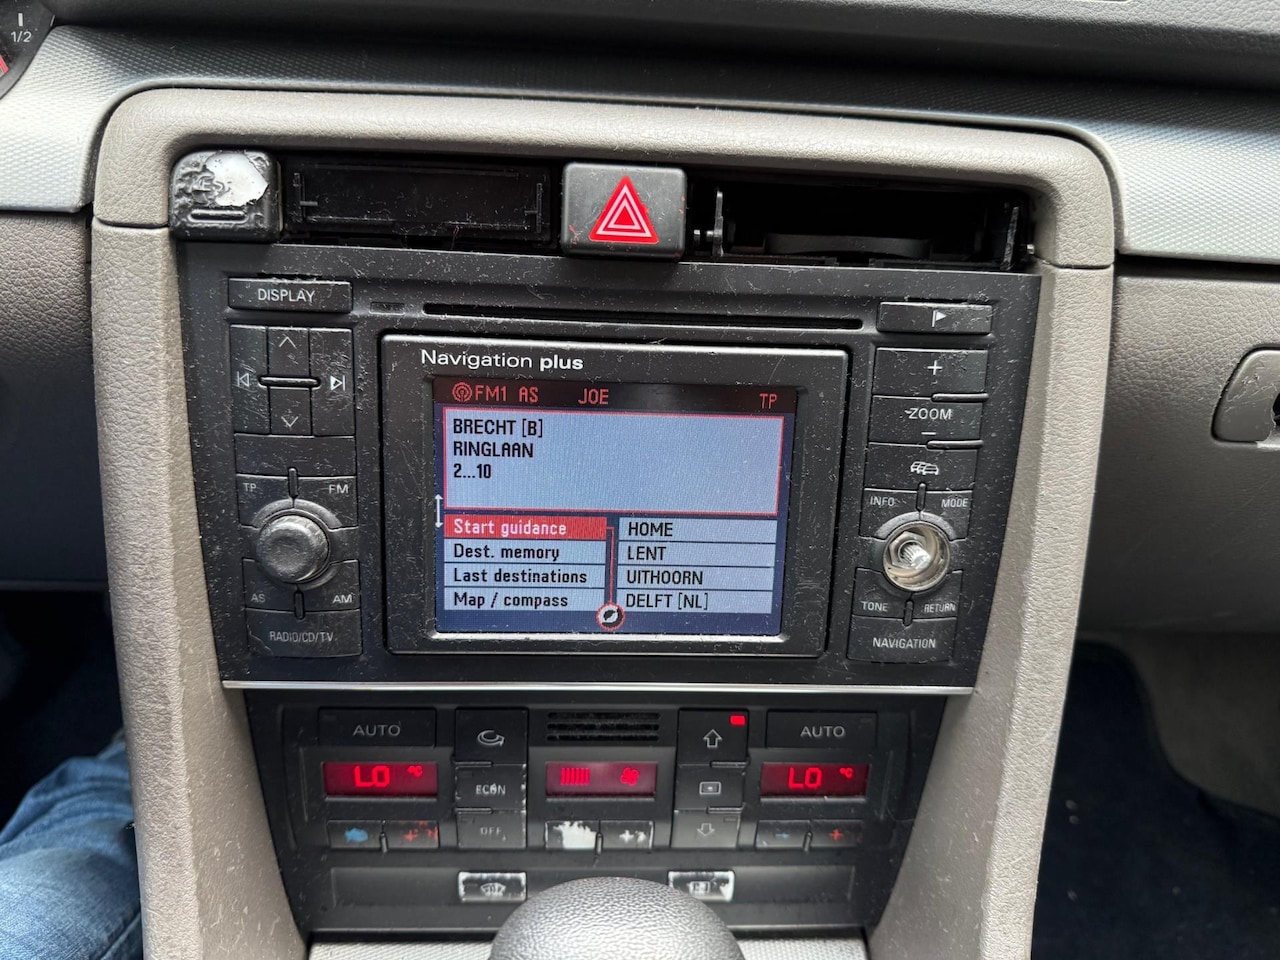 1/2
DISPLAY
Navigation plus
FM1 AS JOE TP
BRECHT [B]
RINGLAAN
2...10
Start guidance
Dest. memory
Last destinations
Map / compass
HOME
LENT
UITHOORN
DELFT [NL]
TP FM
AS AM
RADIO/CD/TV
+
ZOOM
−
INFO MODE
TONE RETURN
NAVIGATION
AUTO
AUTO
LO °C
LO °C
ECON
OFF
+
- +